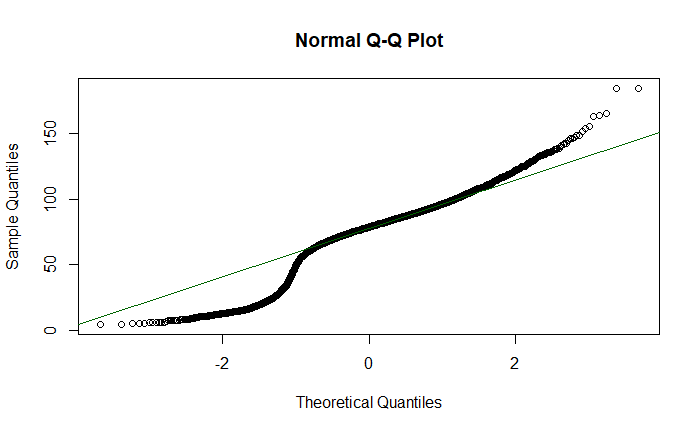 Normal Q-Q Plot
Sample Quantiles
150
100
50
0
-2 0 2
Theoretical Quantiles